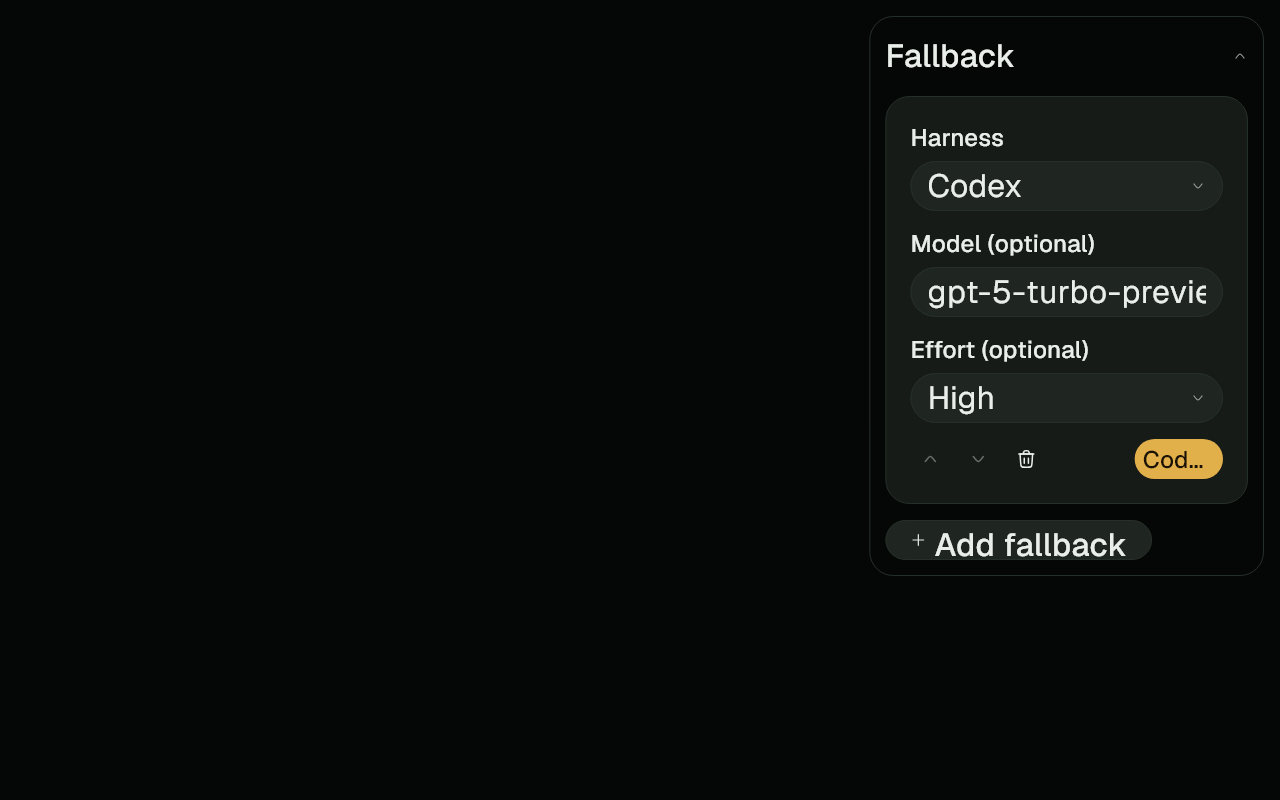 Fallback
Harness
Codex
Model (optional)
gpt-5-turbo-previe
Effort (optional)
High
Cod...
+ Add fallback